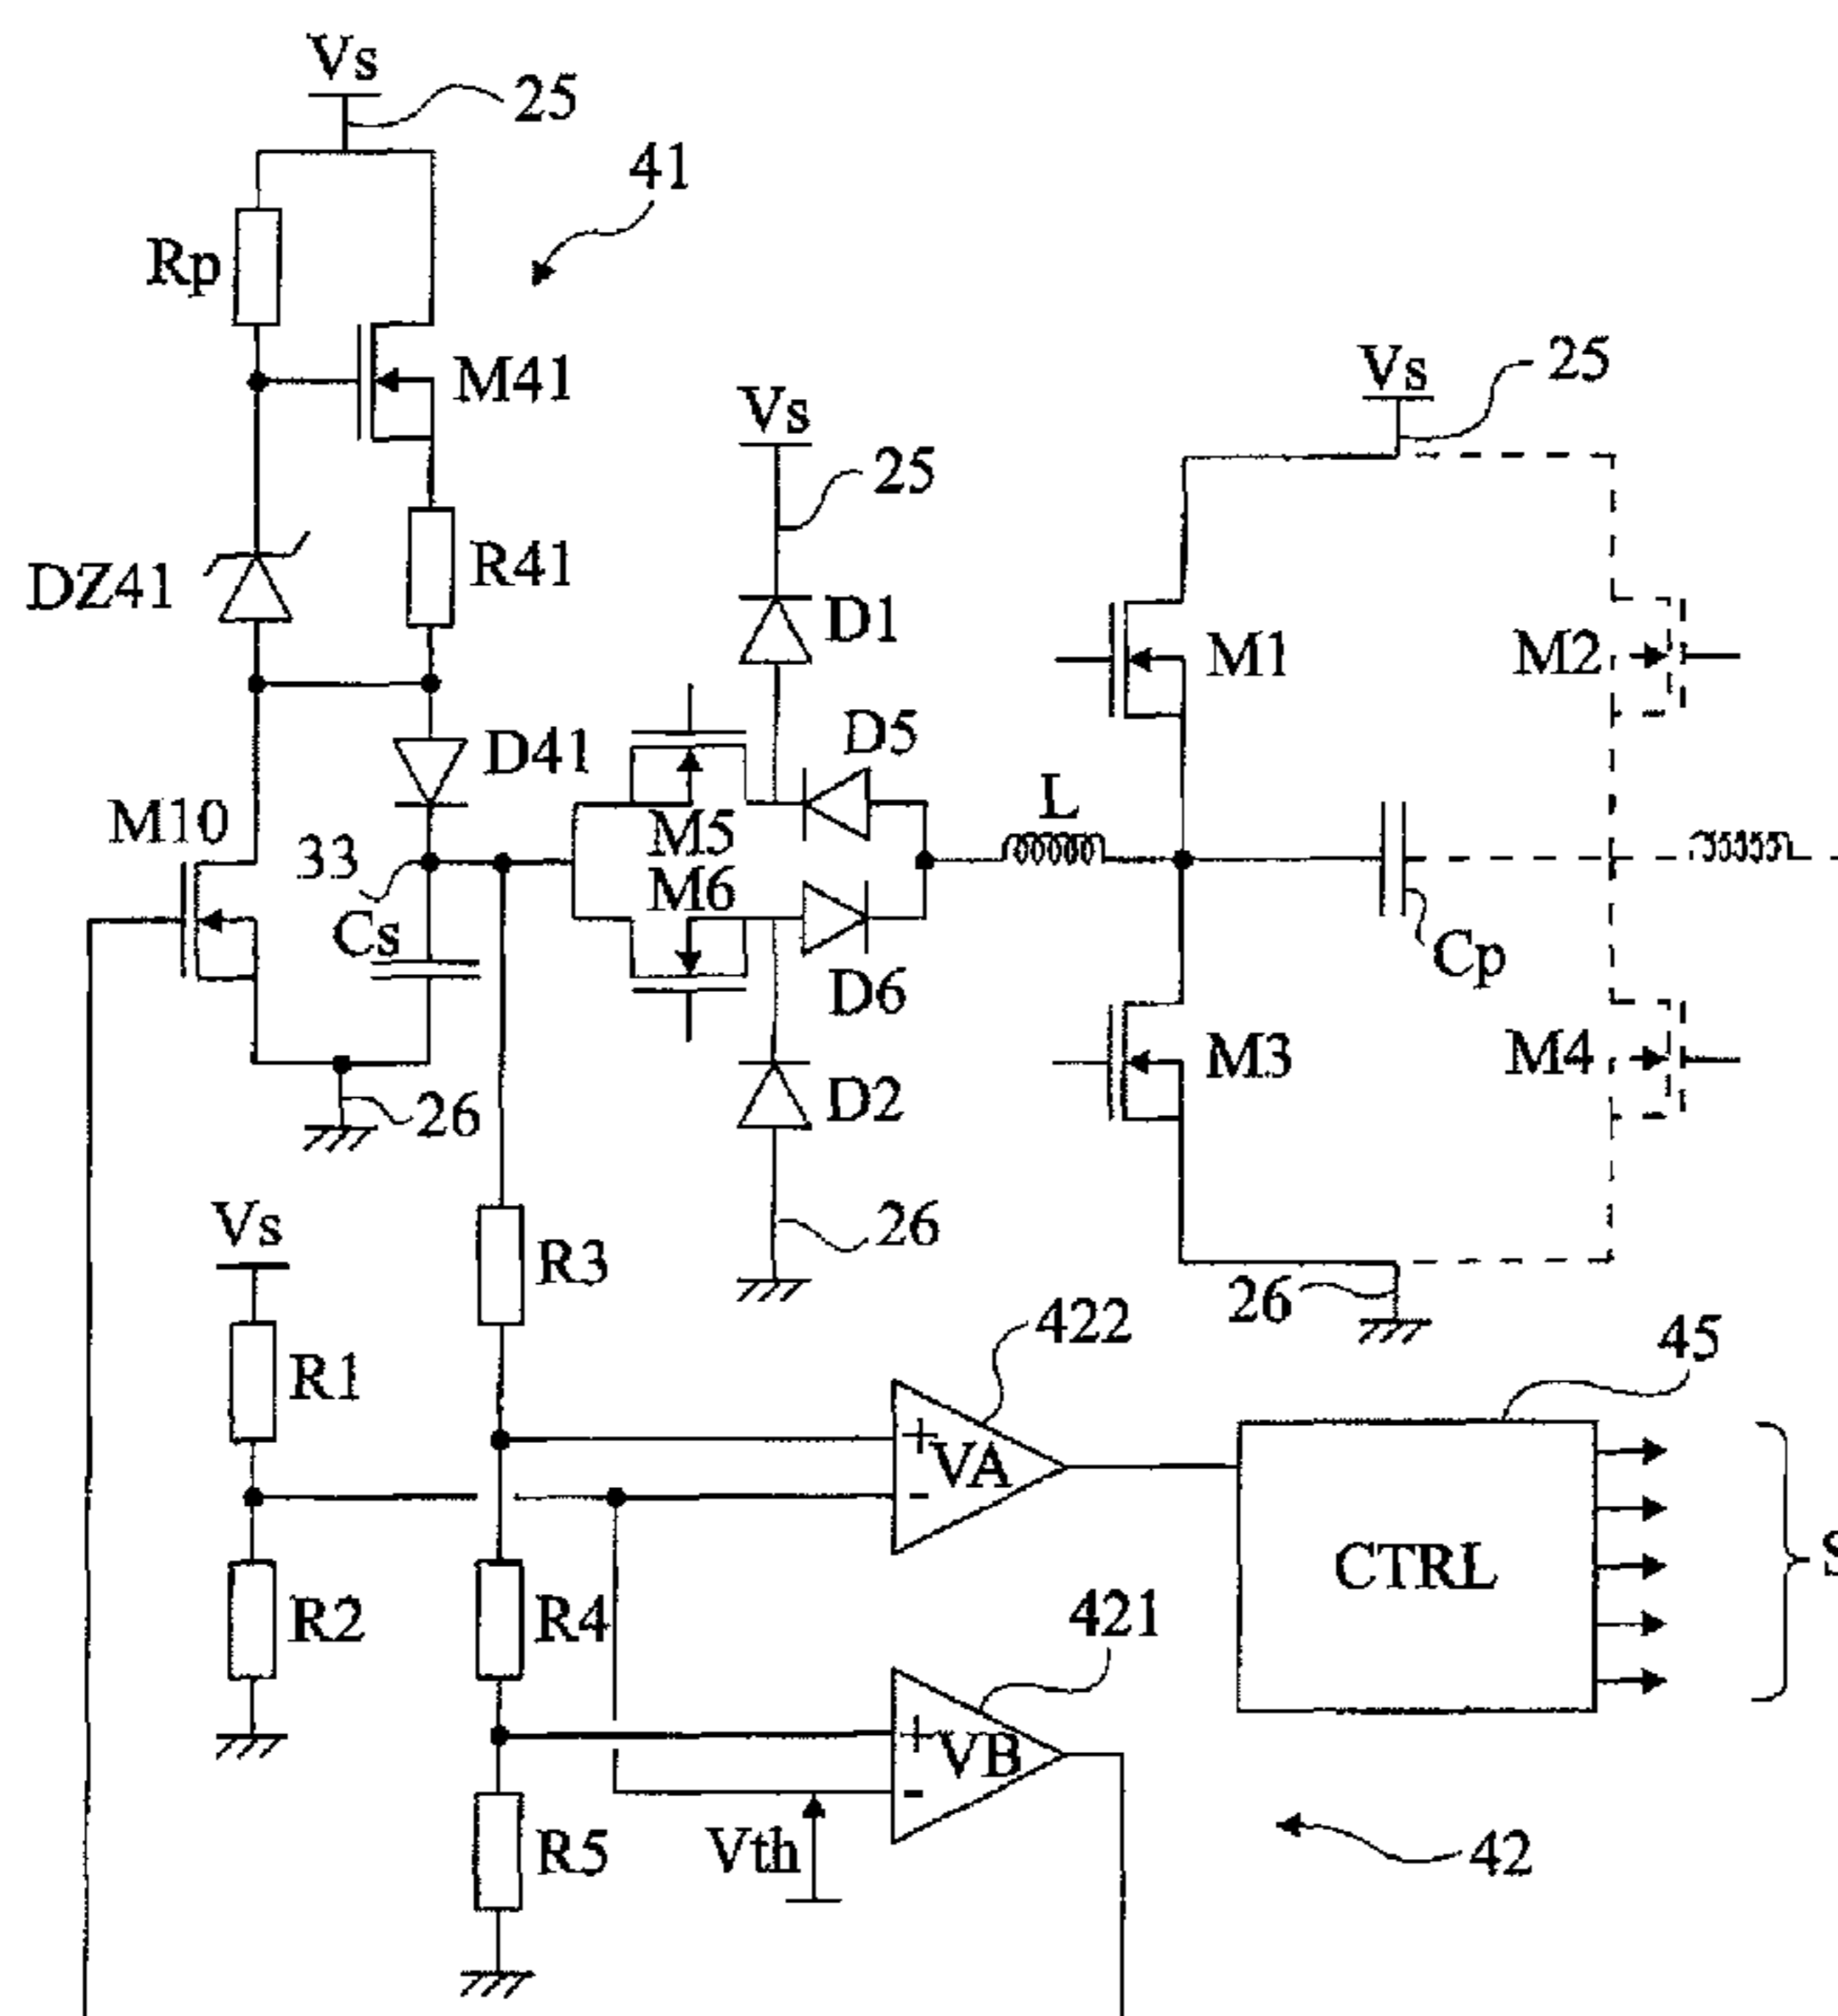 Vs
25
41
Rp
M41
Vs
25
Vs
25
DZ41
R41
D1
M1
M2
D41
D5
M10
33
M5
L
M6
Cs
D6
Cp
26
D2
M3
M4
Vs
R3
26
26
422
45
R1
+
VA
-
CTRL
S
R2
R4
421
+
VB
-
R5
Vth
42